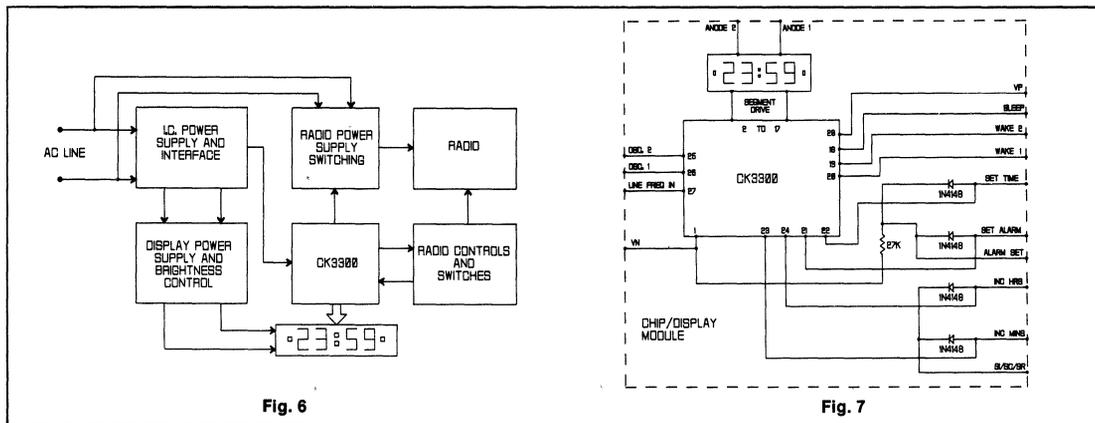 AC LINE
I.C. POWER
SUPPLY AND
INTERFACE
RADIO POWER
SUPPLY
SWITCHING
RADIO
DISPLAY POWER
SUPPLY AND
BRIGHTNESS
CONTROL
CK3300
RADIO CONTROLS
AND
SWITCHES
23:59
Fig. 6
ANODE 2
ANODE 1
23:59
SEGMENT
DRIVE
2 TO 17
VP
SLEEP
WAKE 2
WAKE 1
28
18
19
20
OSC. 2
OSC. 1
LINE FREQ IN
25
26
27
CK3300
SET TIME
1N4148
VN
1
23
24
21
22
27K
SET ALARM
1N4148
ALARM SET
INC HRS
1N4148
CHIP/DISPLAY
MODULE
INC MINS
1N4148
SI/SC/SR
Fig. 7